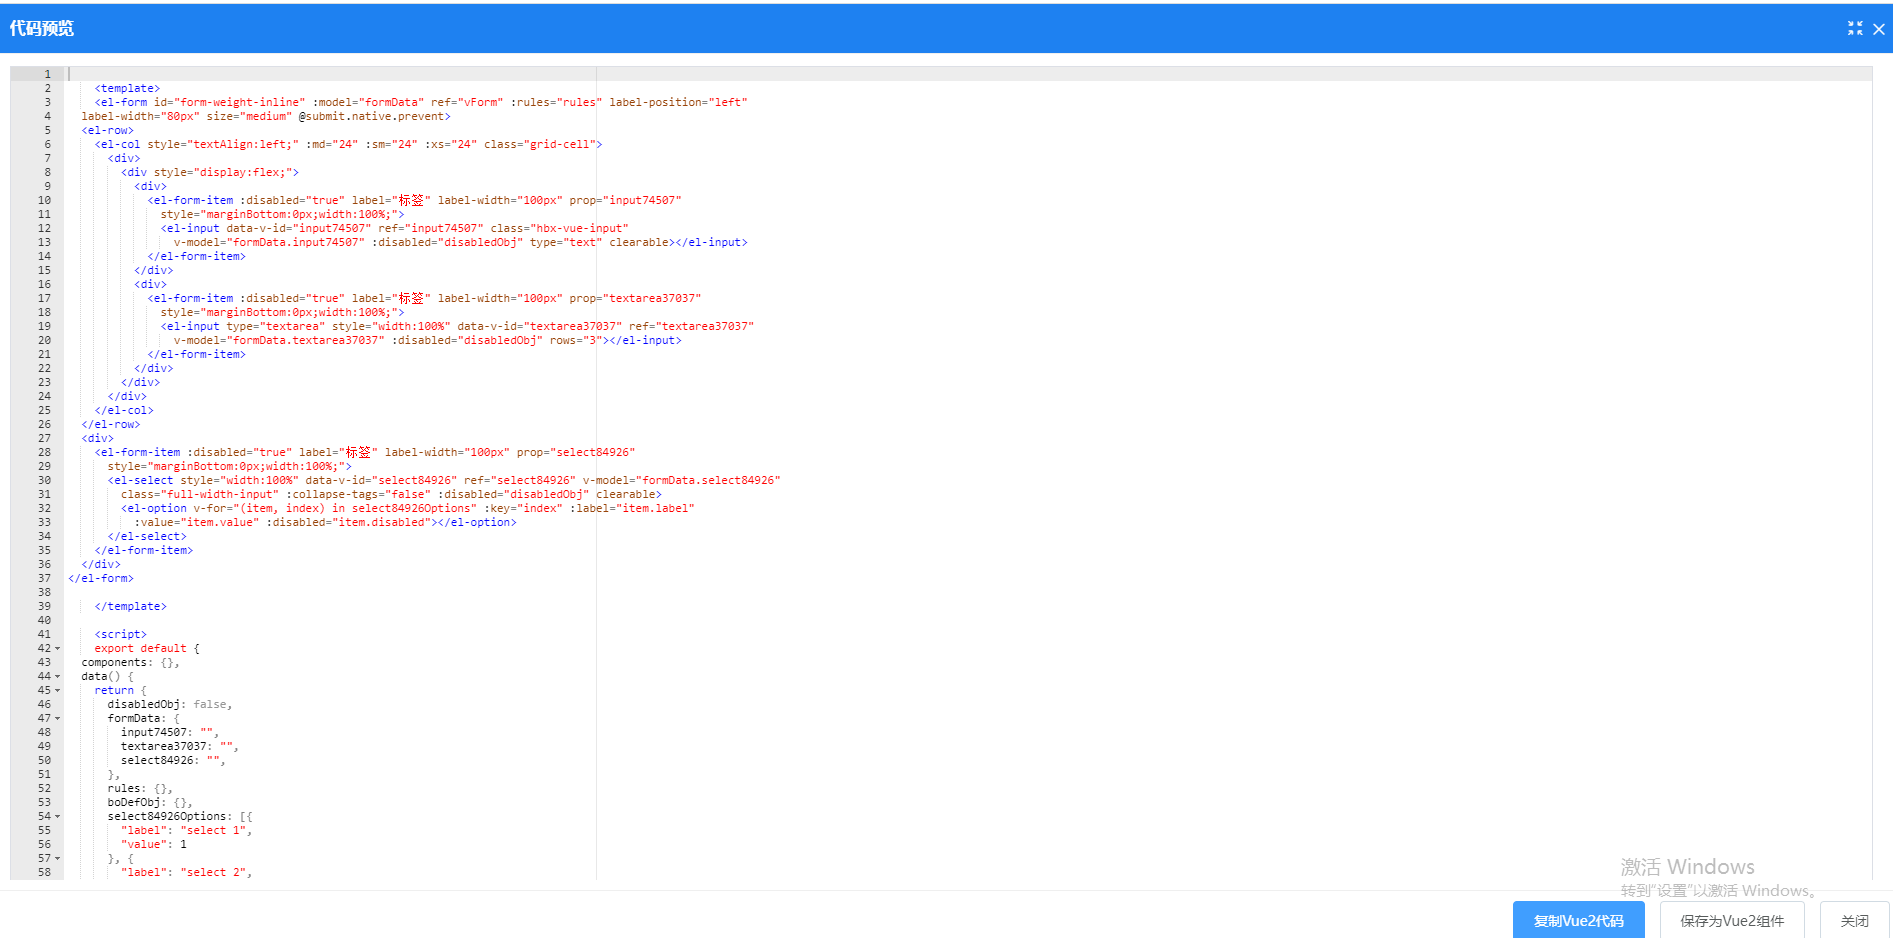 代码预览
1
2 <template>
3 <el-form id="form-weight-inline" :model="formData" ref="vForm" :rules="rules" label-position="left"
4 label-width="80px" size="medium" @submit.native.prevent>
5 <el-row>
6 <el-col style="textAlign:left;" :md="24" :sm="24" :xs="24" class="grid-cell">
7 <div>
8 <div style="display:flex;">
9 <div>
10 <el-form-item :disabled="true" label="标签" label-width="100px" prop="input74507"
11 style="marginBottom:0px;width:100%;">
12 <el-input data-v-id="input74507" ref="input74507" class="hbx-vue-input"
13 v-model="formData.input74507" :disabled="disabledObj" type="text" clearable></el-input>
14 </el-form-item>
15 </div>
16 <div>
17 <el-form-item :disabled="true" label="标签" label-width="100px" prop="textarea37037"
18 style="marginBottom:0px;width:100%;">
19 <el-input type="textarea" style="width:100%" data-v-id="textarea37037" ref="textarea37037"
20 v-model="formData.textarea37037" :disabled="disabledObj" rows="3"></el-input>
21 </el-form-item>
22 </div>
23 </div>
24 </div>
25 </el-col>
26 </el-row>
27 <div>
28 <el-form-item :disabled="true" label="标签" label-width="100px" prop="select84926"
29 style="marginBottom:0px;width:100%;">
30 <el-select style="width:100%" data-v-id="select84926" ref="select84926" v-model="formData.select84926"
31 class="full-width-input" :collapse-tags="false" :disabled="disabledObj" clearable>
32 <el-option v-for="(item, index) in select84926Options" :key="index" :label="item.label"
33 :value="item.value" :disabled="item.disabled"></el-option>
34 </el-select>
35 </el-form-item>
36 </div>
37 </el-form>
38
39 </template>
40
41 <script>
42 export default {
43 components: {},
44 data() {
45 return {
46 disabledObj: false,
47 formData: {
48 input74507: "",
49 textarea37037: "",
50 select84926: "",
51 },
52 rules: {},
53 boDefObj: {},
54 select84926Options: [{
55 "label": "select 1",
56 "value": 1
57 }, {
58 "label": "select 2",
激活 Windows
转到"设置"以激活 Windows。
复制Vue2代码 保存为Vue2组件 关闭